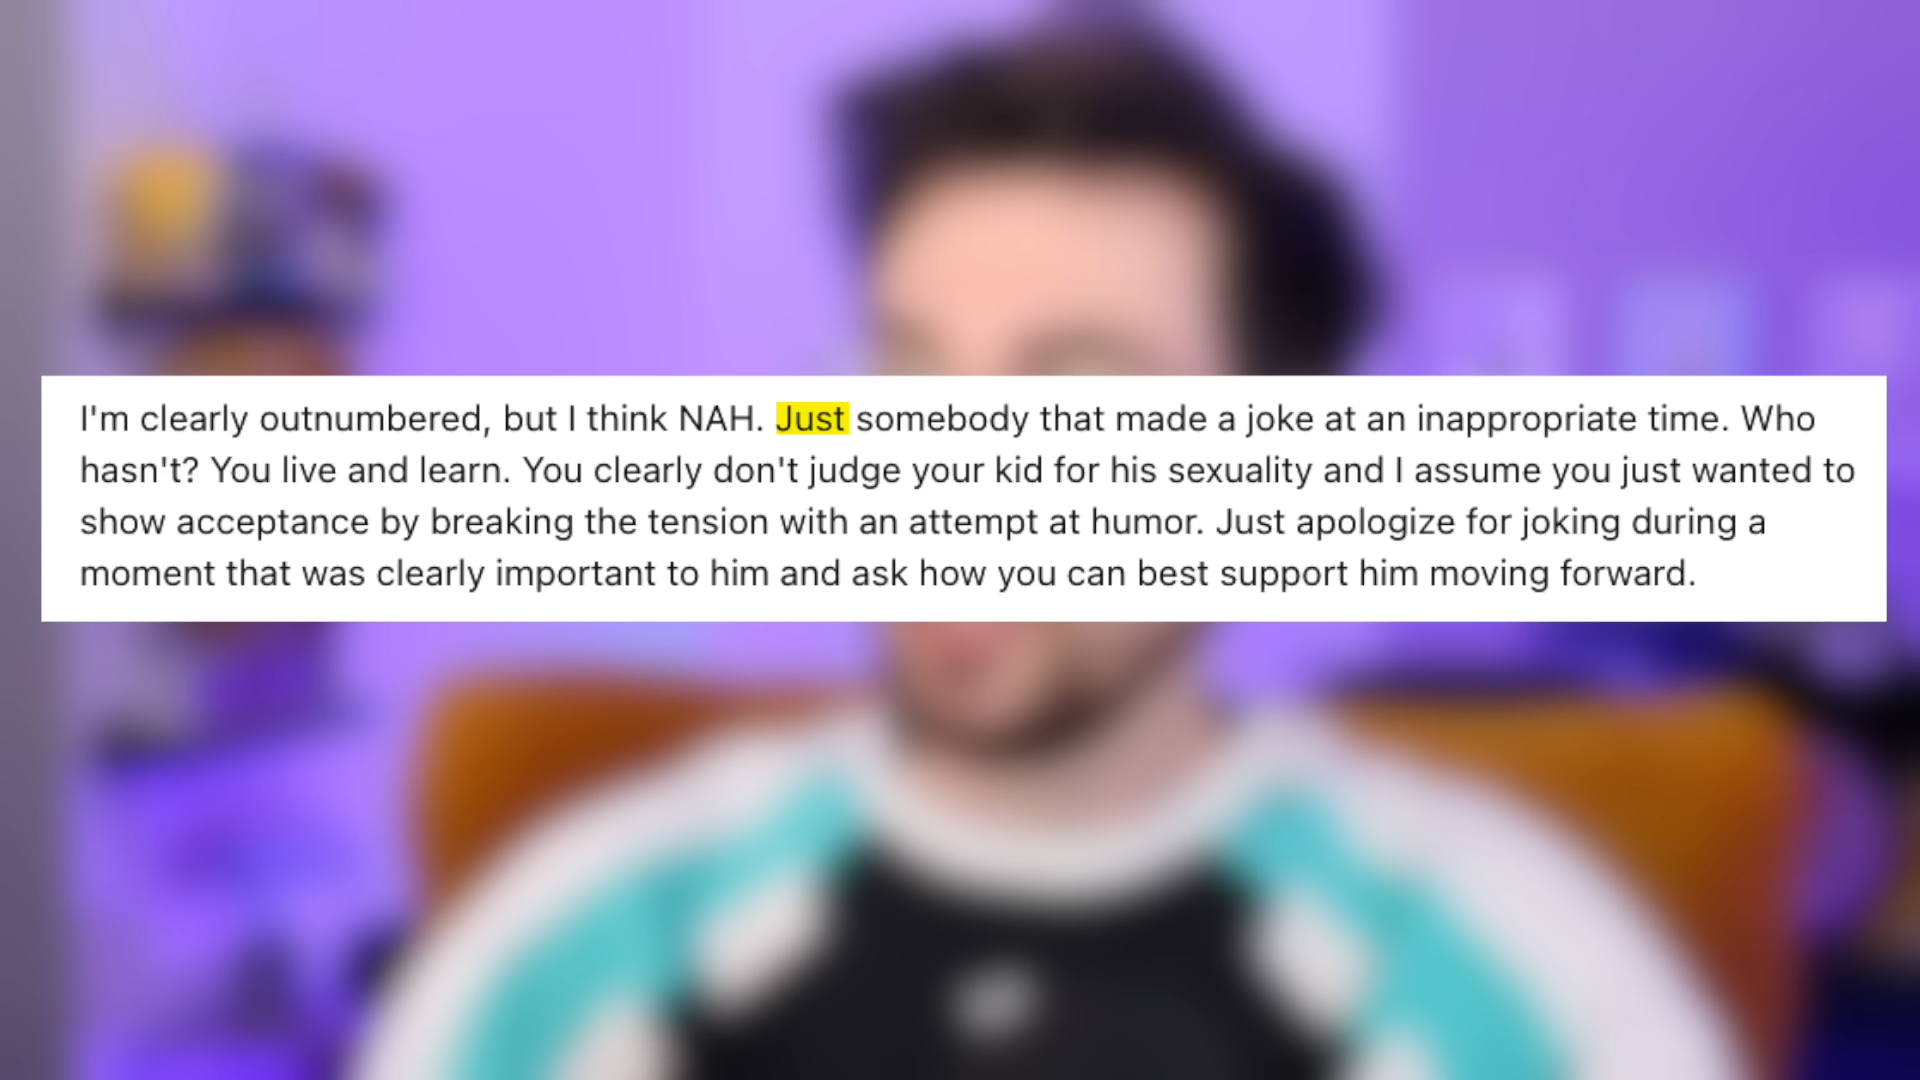 I'm clearly outnumbered, but I think NAH. Just somebody that made a joke at an inappropriate time. Who
hasn't? You live and learn. You clearly don't judge your kid for his sexuality and I assume you just wanted to
show acceptance by breaking the tension with an attempt at humor. Just apologize for joking during a
moment that was clearly important to him and ask how you can best support him moving forward.